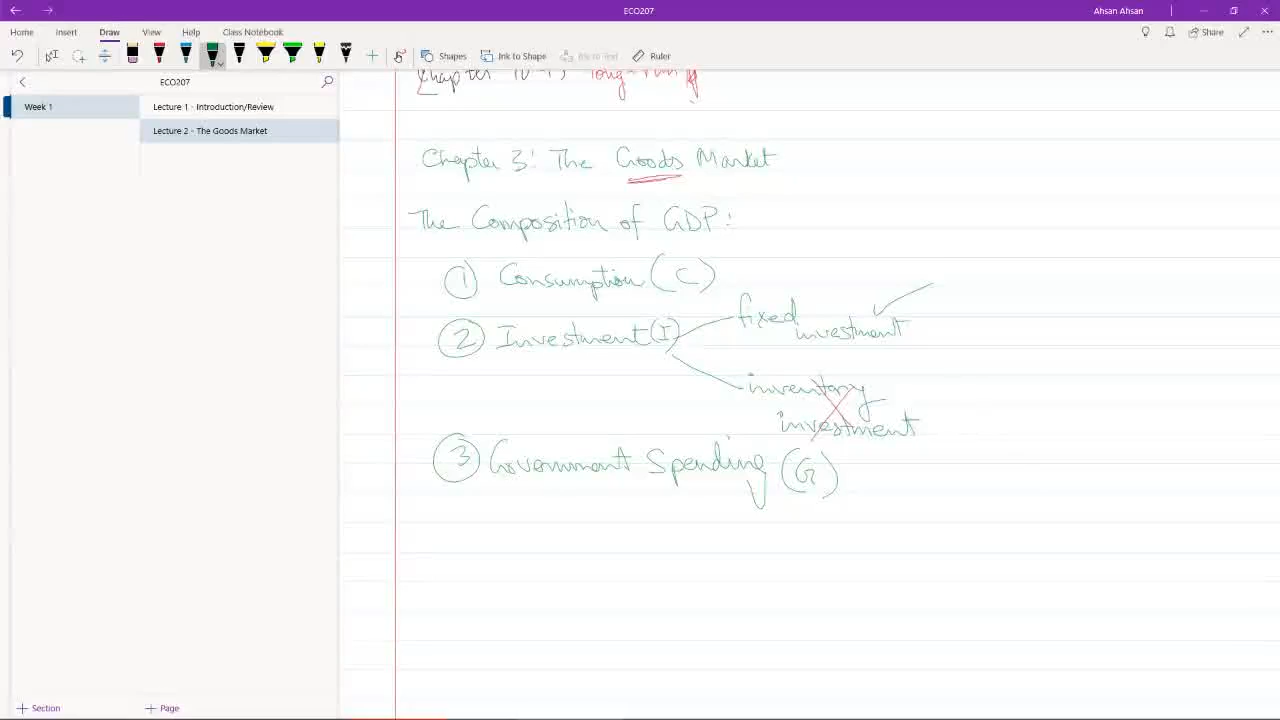 ECO207
Ahsan Ahsan
Home Insert Draw View Help Class Notebook
Share
Shapes Ink to Shape Ink to Text Ruler
ECO207
Week 1
Lecture 1 - Introduction/Review
Lecture 2 - The Goods Market
Chapter
Chapter 3: The Goods Market
The Composition of GDP:
① Consumption (C)
② Investment (I)
fixed
investment
inventory
investment
③ Government Spending (G)
+ Section
+ Page